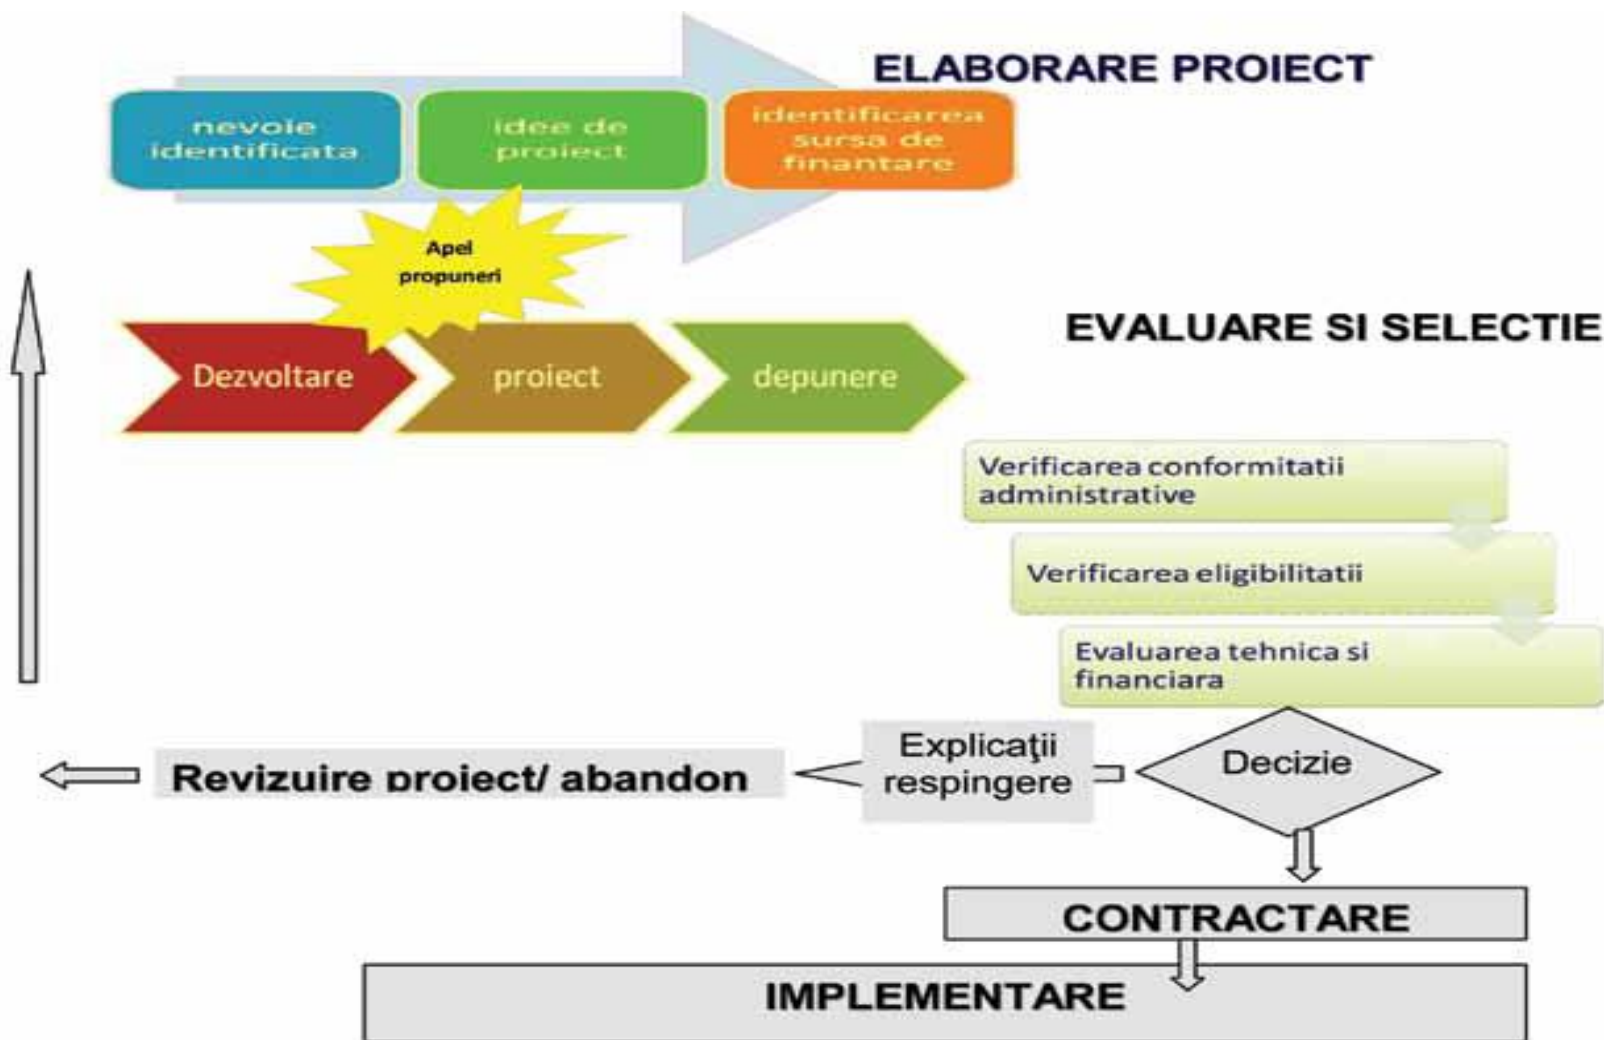 ELABORARE PROIECT
nevoie
identificata
idee de
proiect
identificarea
sursa de
finantare
Apel
propuneri
EVALUARE SI SELECTIE
Dezvoltare
proiect
depunere
Verificarea conformitatii
administrative
Verificarea eligibilitatii
Evaluarea tehnica si
financiara
Decizie
Explicaţii
respingere
Revizuire proiect/ abandon
CONTRACTARE
IMPLEMENTARE